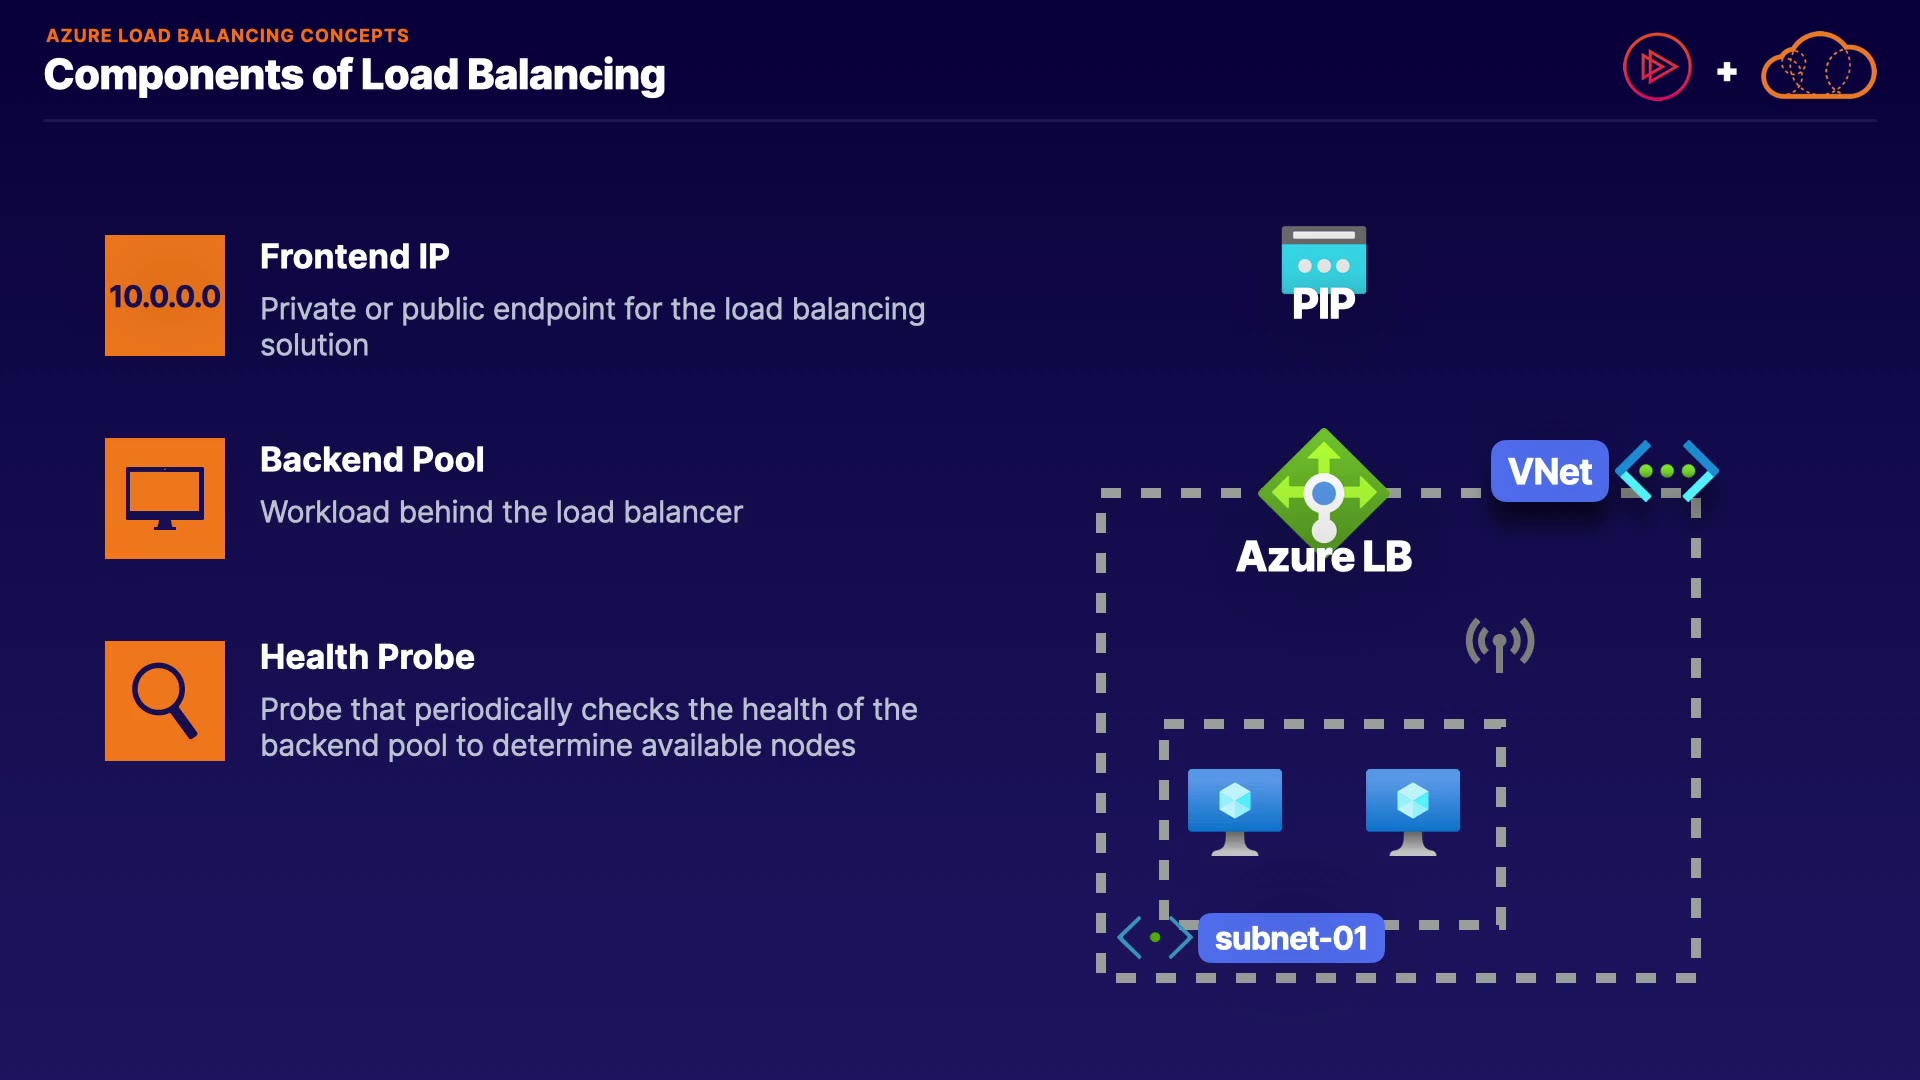 AZURE LOAD BALANCING CONCEPTS
Components of Load Balancing
10.0.0.0
Frontend IP
Private or public endpoint for the load balancing
solution
Backend Pool
Workload behind the load balancer
Health Probe
Probe that periodically checks the health of the
backend pool to determine available nodes
PIP
VNet
Azure LB
subnet-01